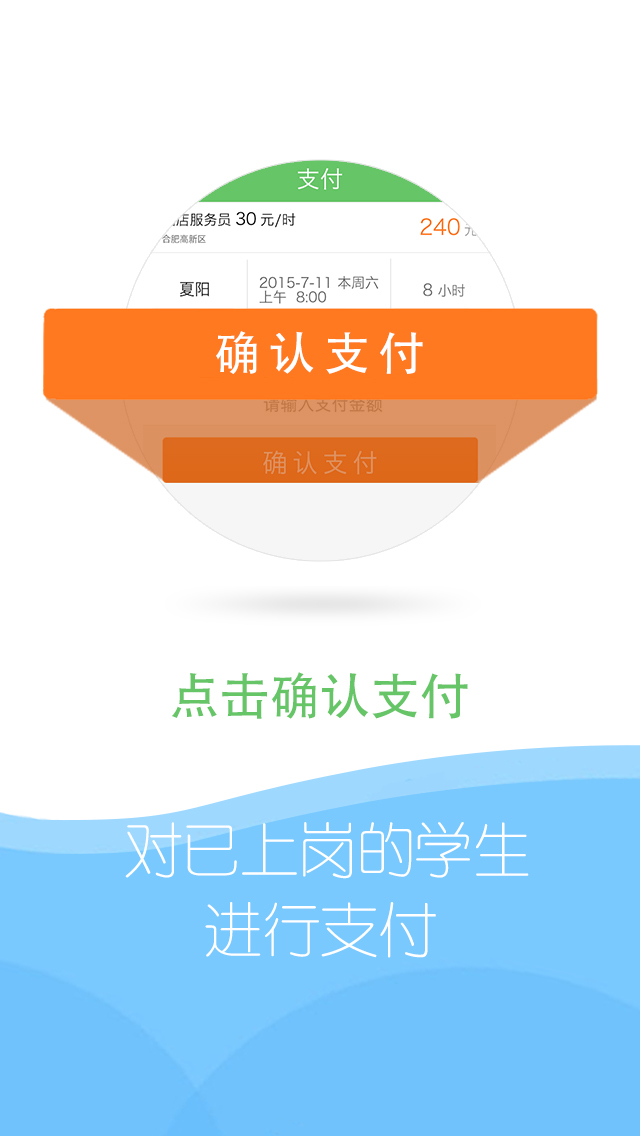 支付
店服务员 30 元/时
240 元
合肥高新区
夏阳
2015-7-11 本周六
上午 8:00
8 小时
确认支付
请输入支付金额
确认支付
点击确认支付
对已上岗的学生
进行支付